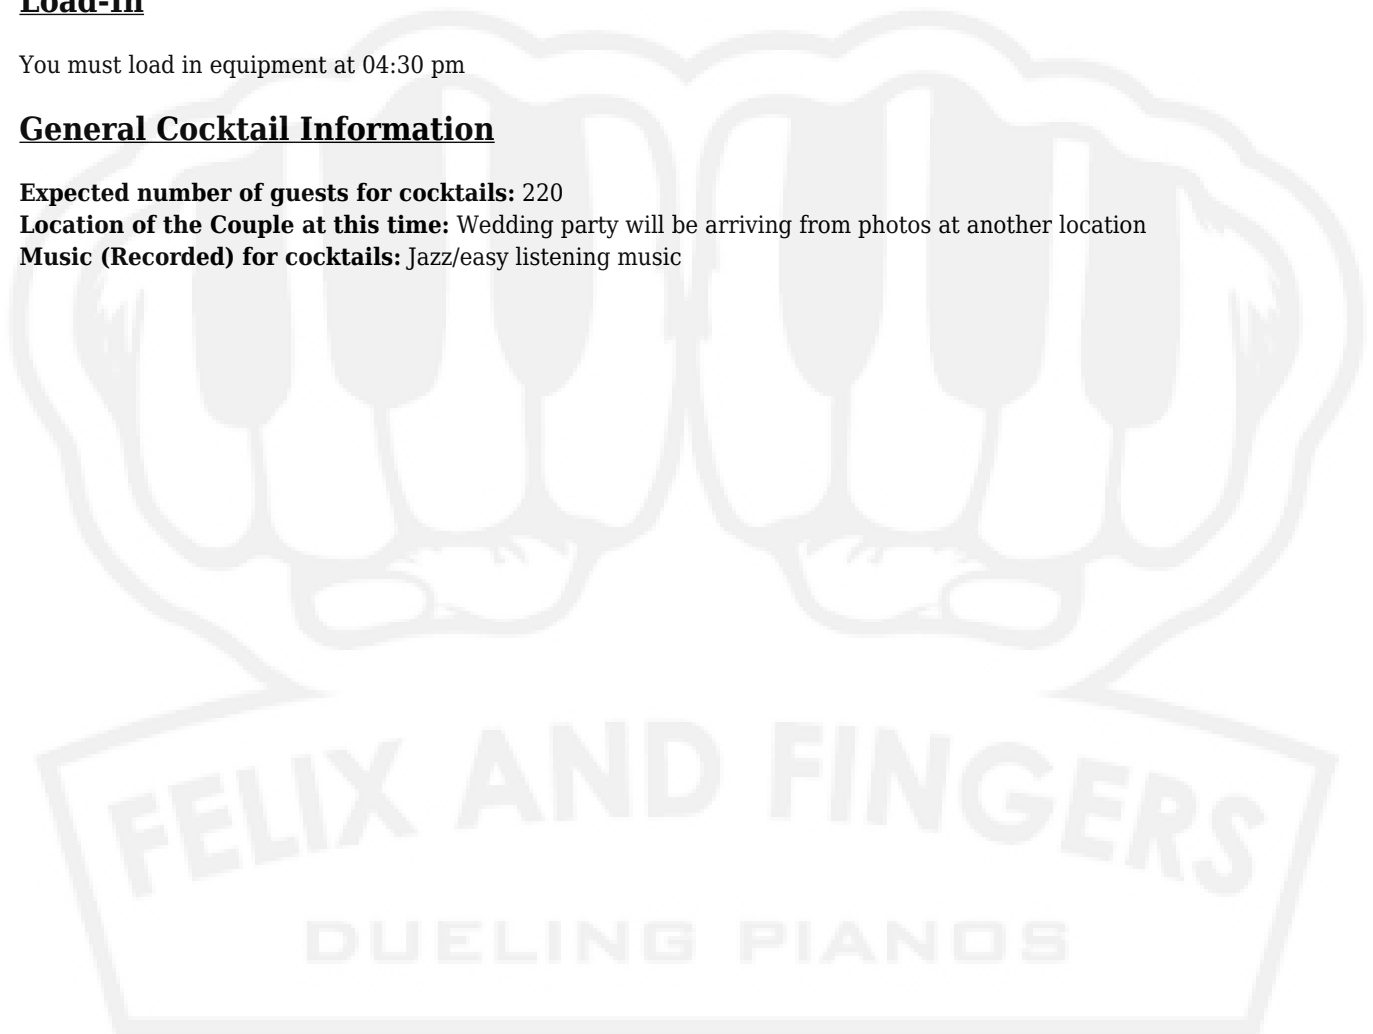 Load-In
You must load in equipment at 04:30 pm
General Cocktail Information
Expected number of guests for cocktails: 220
Location of the Couple at this time: Wedding party will be arriving from photos at another location
Music (Recorded) for cocktails: Jazz/easy listening music
FELIX AND FINGERS
DUELING PIANOS